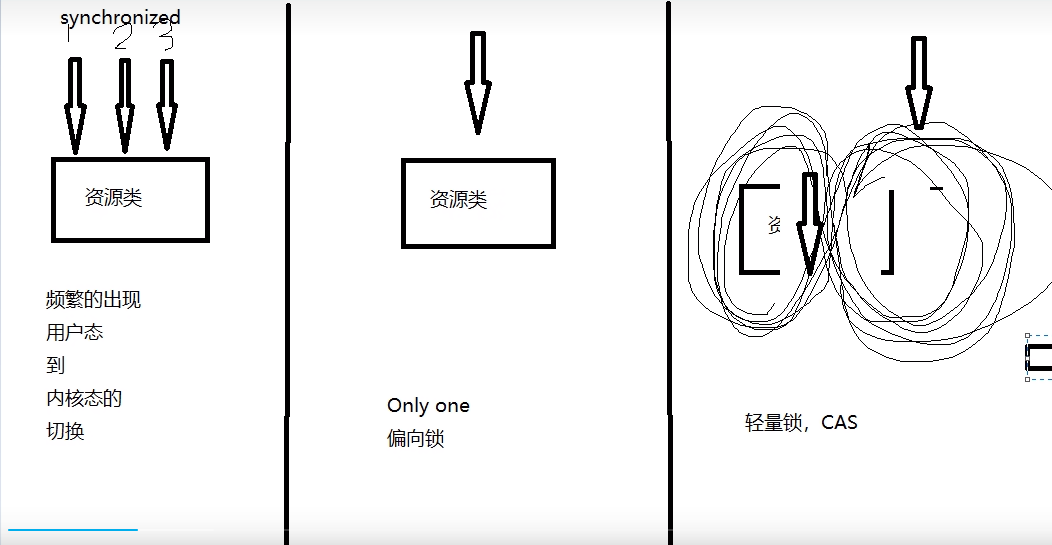 synchronized
1 2 3
资源类
频繁的出现
用户态
到
内核态的
切换
资源类
Only one
偏向锁
轻量锁，CAS